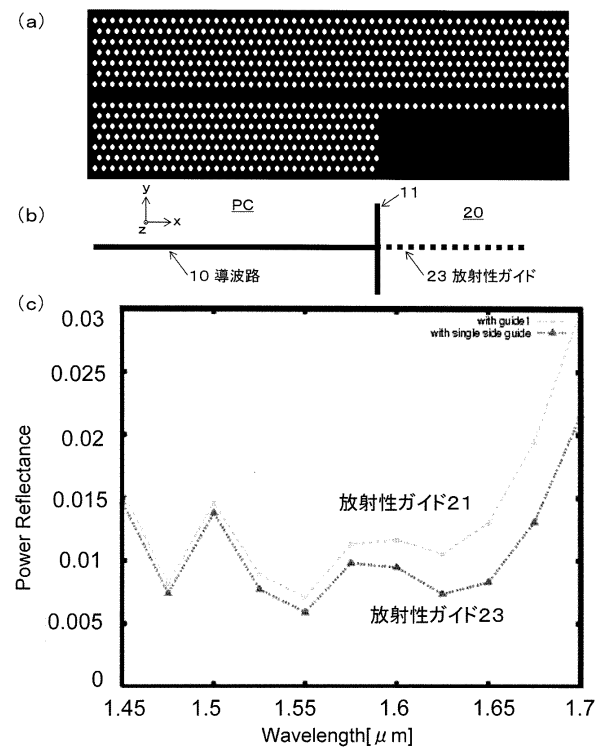 (a)
(b)
y
x
z
PC
11
20
10 導波路
23 放射性ガイド
(c)
0.03
0.025
0.02
0.015
0.01
0.005
0
Power Reflectance
with guide1
with single side guide
放射性ガイド21
放射性ガイド23
1.45
1.5
1.55
1.6
1.65
1.7
Wavelength[μm]